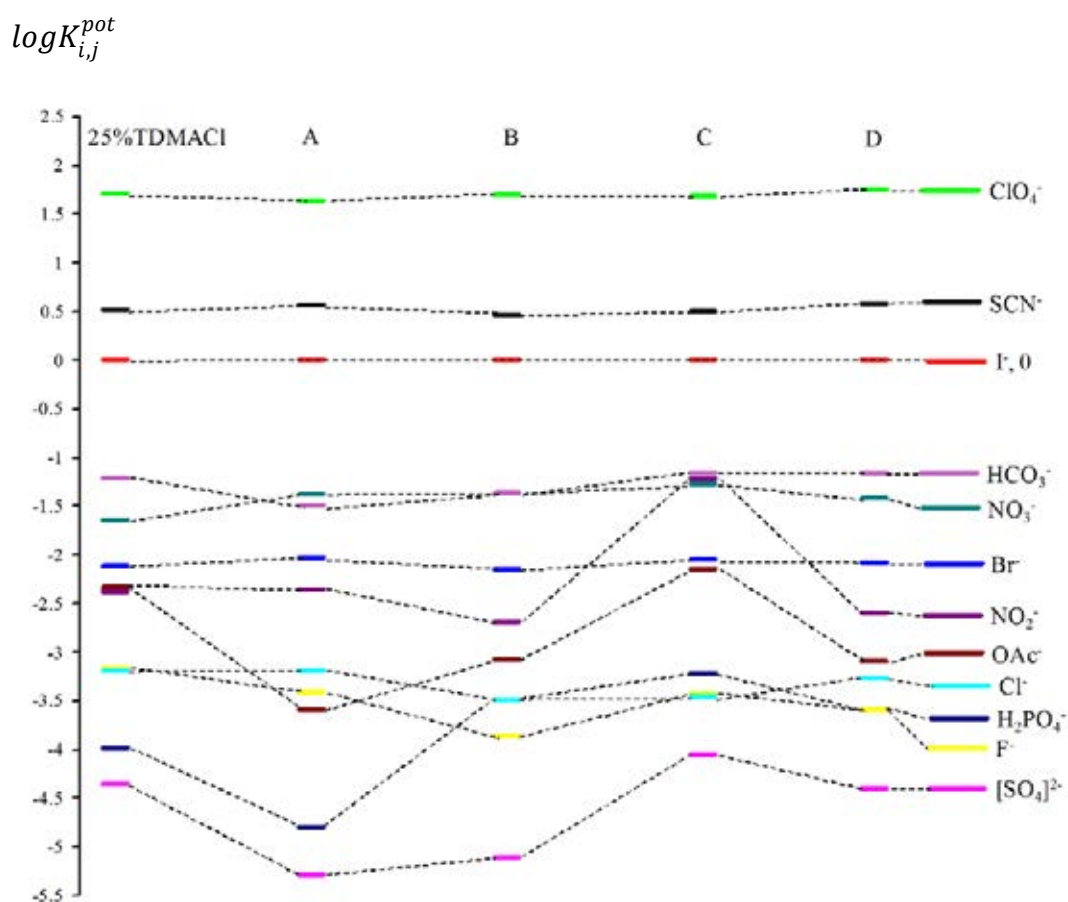 logK_{i,j}^{pot}
2.5
25%TDMACl A B C D
2
ClO₄⁻
1.5
1
SCN⁻
0.5
0
I⁻, 0
-0.5
-1
HCO₃⁻
-1.5
NO₃⁻
-2
Br⁻
-2.5
NO₂⁻
-3
OAc⁻
Cl⁻
-3.5
H₂PO₄⁻
-4
F⁻
[SO₄]²⁻
-4.5
-5
-5.5